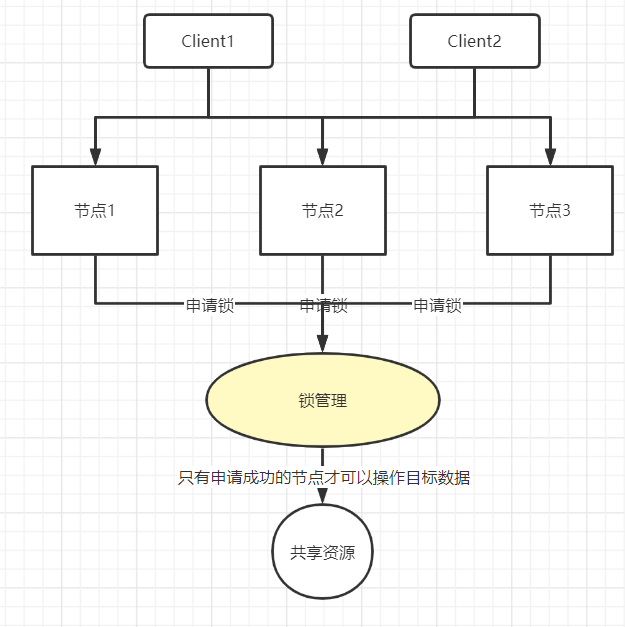 Client1
Client2
节点1
节点2
节点3
申请锁
申请锁
申请锁
锁管理
只有申请成功的节点才可以操作目标数据
共享资源